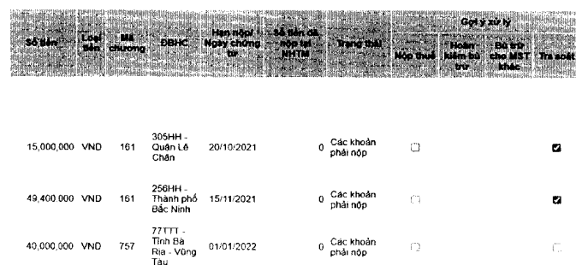 Gợi ý xử lý
Số tiền Loại tiền Mã chương ĐBHC Hạn nộp/ Ngày chứng từ Số tiền đã nộp tại NHTM Trạng thái Nộp thuế Hoàn kiêm bù trừ Bù trừ cho MST khác Tra soát
305HH -
15,000,000 VND 161 Quận Lê 20/10/2021 0 Các khoản
Chân phải nộp
256HH -
49,400,000 VND 161 Thành phố 15/11/2021 0 Các khoản
Bắc Ninh phải nộp
77TTT -
40,000,000 VND 757 Tỉnh Bà 01/01/2022 0 Các khoản
Rịa - Vũng phải nộp
Tàu